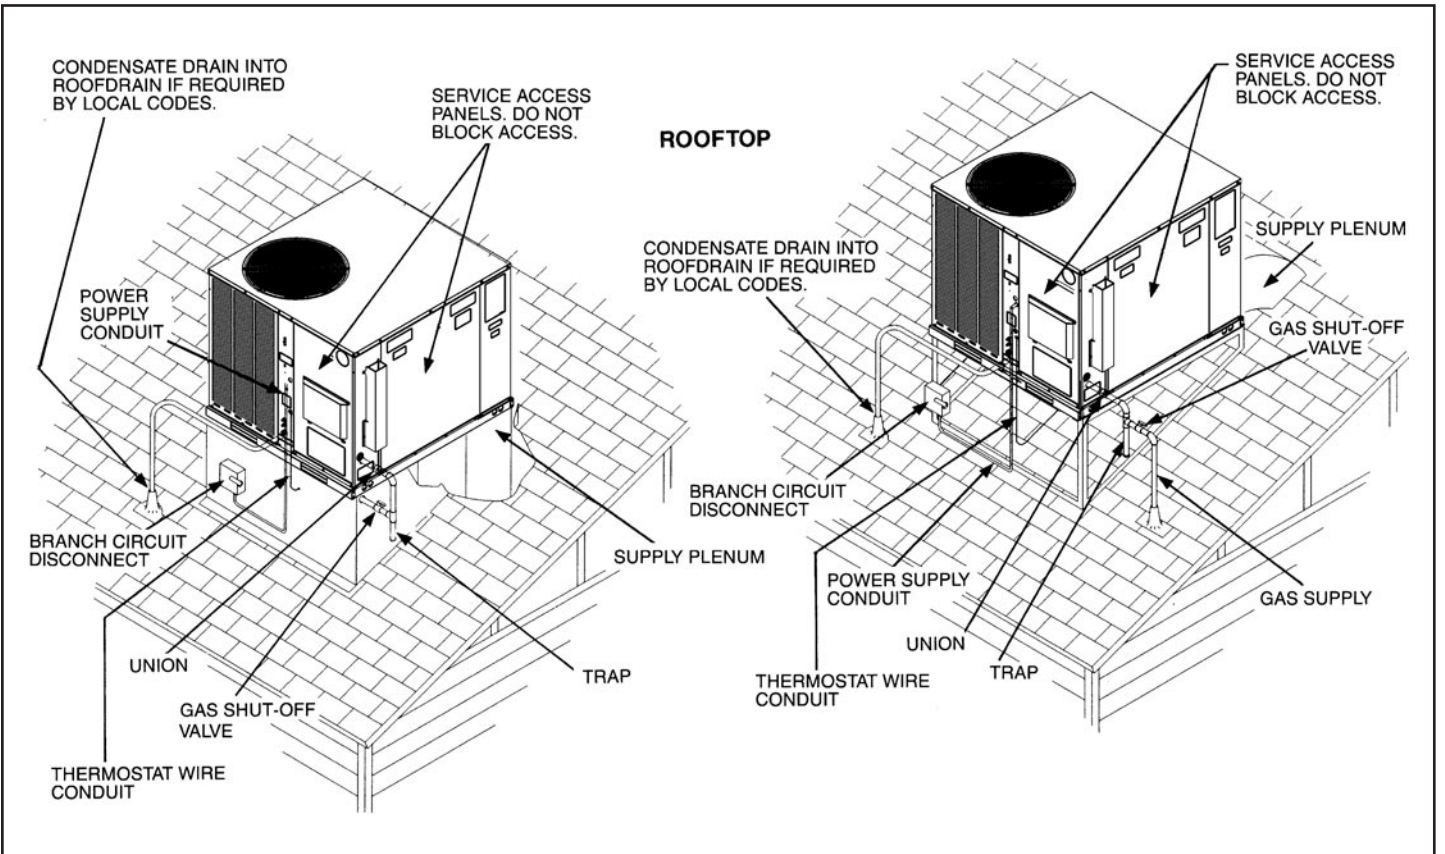 CONDENSATE DRAIN INTO
ROOFDRAIN IF REQUIRED
BY LOCAL CODES.
SERVICE ACCESS
PANELS. DO NOT
BLOCK ACCESS.
POWER
SUPPLY
CONDUIT
BRANCH CIRCUIT
DISCONNECT
SUPPLY PLENUM
UNION
TRAP
GAS SHUT-OFF
VALVE
THERMOSTAT WIRE
CONDUIT
ROOFTOP
SERVICE ACCESS
PANELS. DO NOT
BLOCK ACCESS.
SUPPLY PLENUM
CONDENSATE DRAIN INTO
ROOFDRAIN IF REQUIRED
BY LOCAL CODES.
GAS SHUT-OFF
VALVE
BRANCH CIRCUIT
DISCONNECT
POWER SUPPLY
CONDUIT
GAS SUPPLY
UNION
TRAP
THERMOSTAT WIRE
CONDUIT